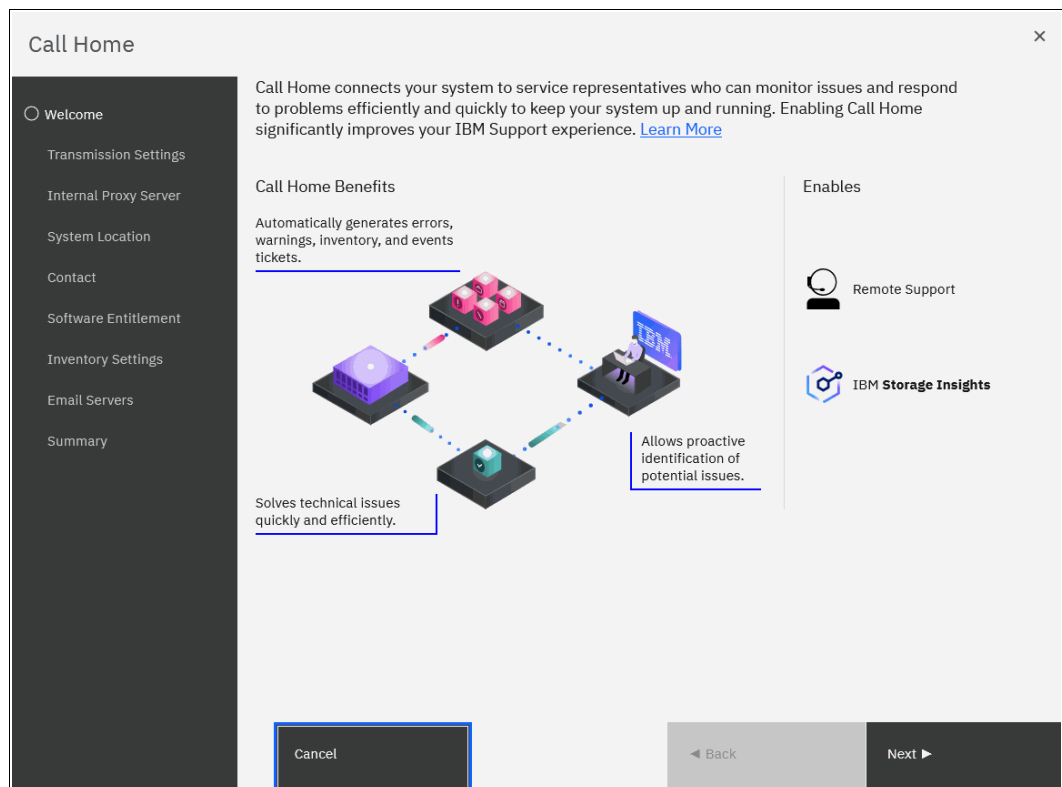 Call Home
Welcome
Transmission Settings
Internal Proxy Server
System Location
Contact
Software Entitlement
Inventory Settings
Email Servers
Summary
Call Home connects your system to service representatives who can monitor issues and respond
to problems efficiently and quickly to keep your system up and running. Enabling Call Home
significantly improves your IBM Support experience. Learn More
Call Home Benefits
Automatically generates errors,
warnings, inventory, and events
tickets.
IBM
Allows proactive
identification of
potential issues.
Solves technical issues
quickly and efficiently.
Enables
Remote Support
IBM Storage Insights
Cancel
◄ Back
Next ►